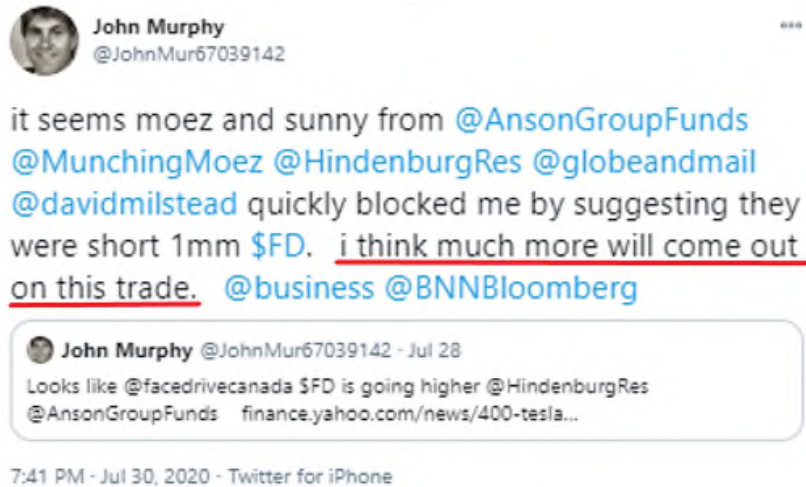 John Murphy
@JohnMur67039142
it seems moez and sunny from @AnsonGroupFunds
@MunchingMoez @HindenburgRes @globeandmail
@davidmilstead quickly blocked me by suggesting they
were short 1mm $FD.   i think much more will come out
on this trade.   @business @BNNBloomberg
John Murphy @JohnMur67039142 - Jul 28
Looks like @facedrivecanada $FD is going higher @HindenburgRes
@AnsonGroupFunds   finance.yahoo.com/news/400-tesla...
7:41 PM - Jul 30, 2020 - Twitter for iPhone